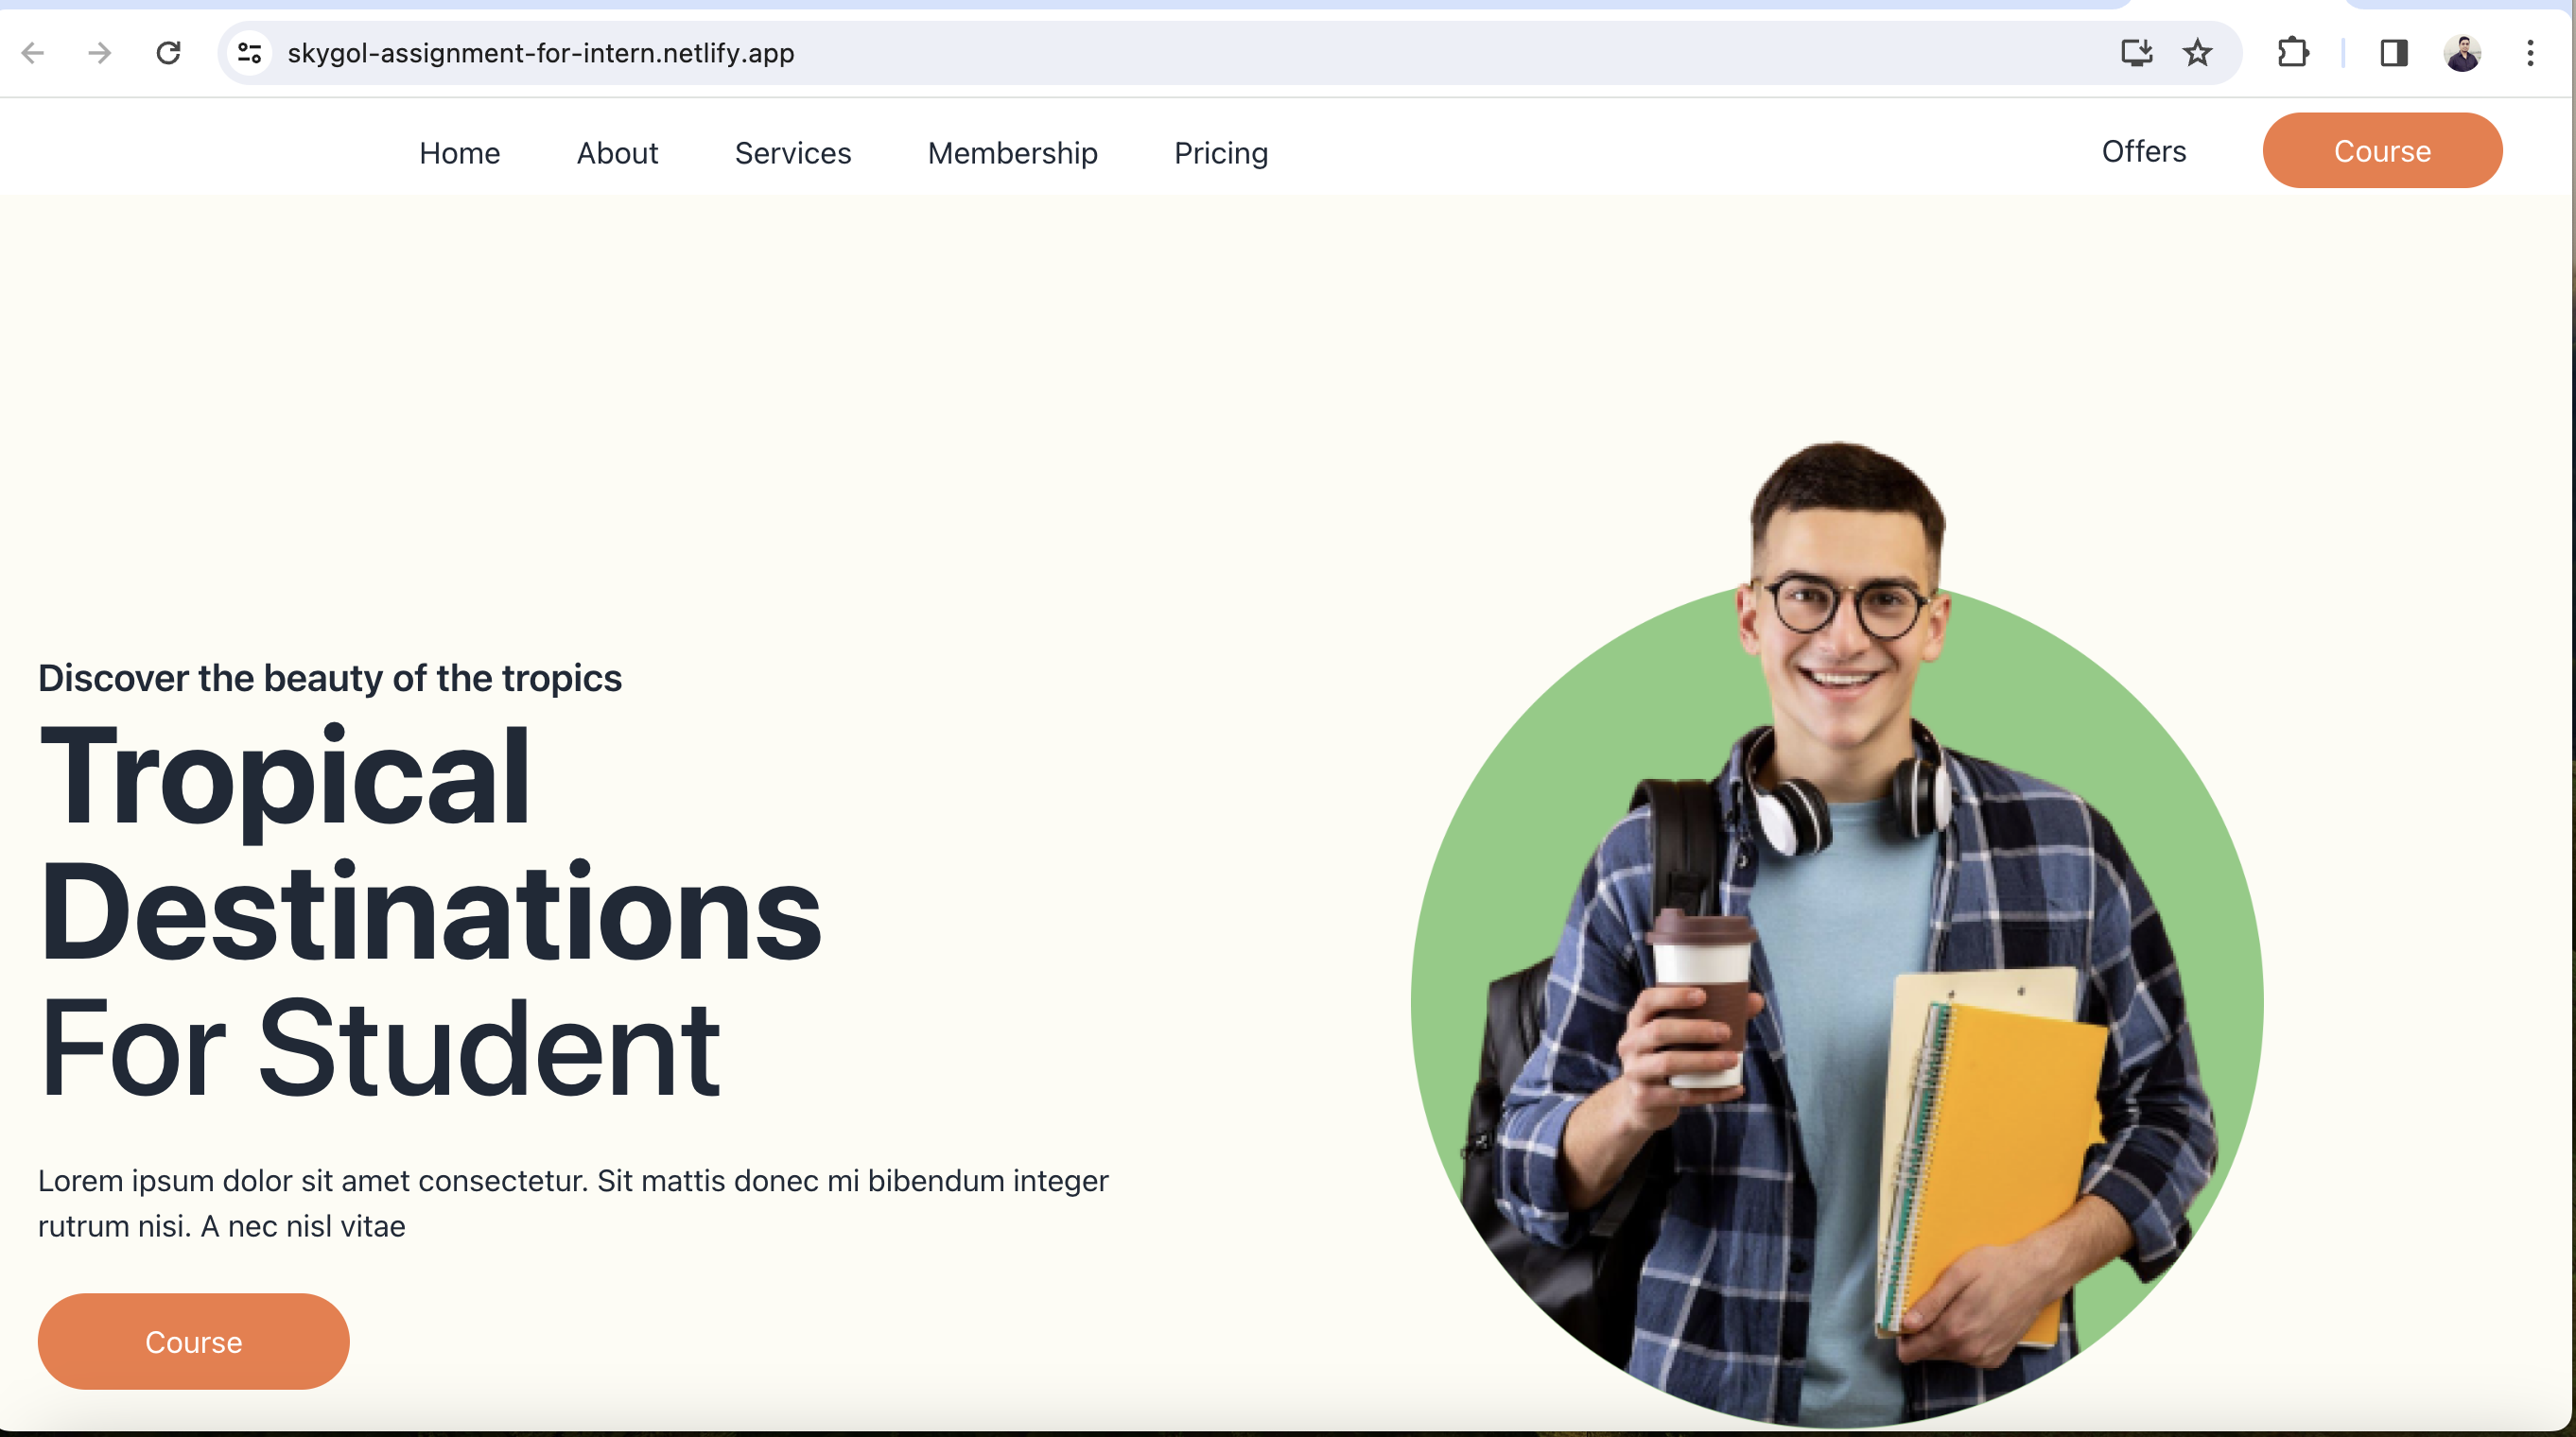 skygol-assignment-for-intern.netlify.app
Home About Services Membership Pricing Offers Course
Discover the beauty of the tropics
Tropical
Destinations
For Student
Lorem ipsum dolor sit amet consectetur. Sit mattis donec mi bibendum integer
rutrum nisi. A nec nisl vitae
Course